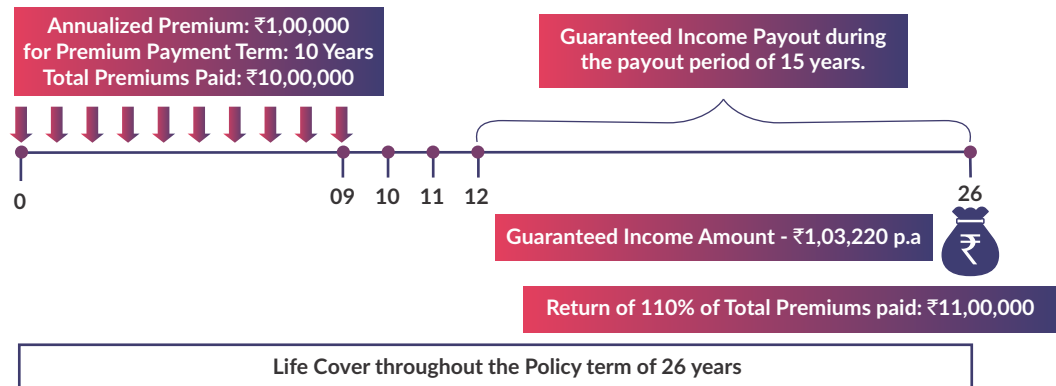 Annualized Premium: ₹1,00,000
for Premium Payment Term: 10 Years
Total Premiums Paid: ₹10,00,000
Guaranteed Income Payout during
the payout period of 15 years.
0
09
10
11
12
26
Guaranteed Income Amount - ₹1,03,220 p.a
₹
Return of 110% of Total Premiums paid: ₹11,00,000
Life Cover throughout the Policy term of 26 years